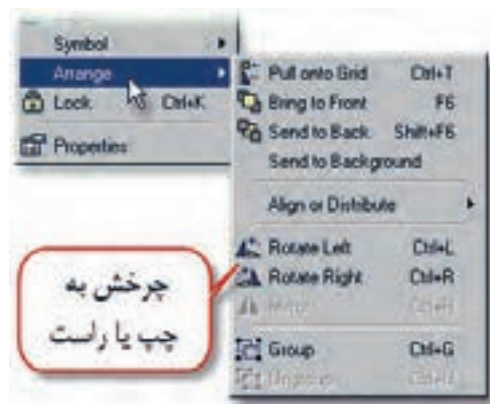 Symbol
Arrange
Lock Ctrl+K
Properties
Pull onto Grid Ctrl+T
Bring to Front F6
Send to Back Shift+F6
Send to Background
Align or Distribute
Rotate Left Ctrl+L
Rotate Right Ctrl+R
Group Ctrl+G
Ungroup
چرخش به
چپ یا راست